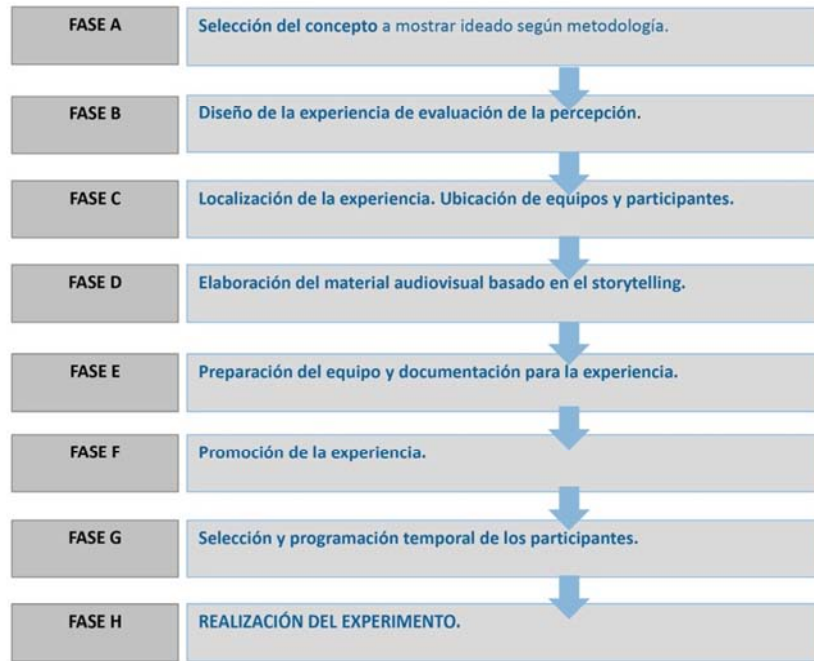 FASE A
Selección del concepto a mostrar ideado según metodología.
FASE B
Diseño de la experiencia de evaluación de la percepción.
FASE C
Localización de la experiencia. Ubicación de equipos y participantes.
FASE D
Elaboración del material audiovisual basado en el storytelling.
FASE E
Preparación del equipo y documentación para la experiencia.
FASE F
Promoción de la experiencia.
FASE G
Selección y programación temporal de los participantes.
FASE H
REALIZACIÓN DEL EXPERIMENTO.